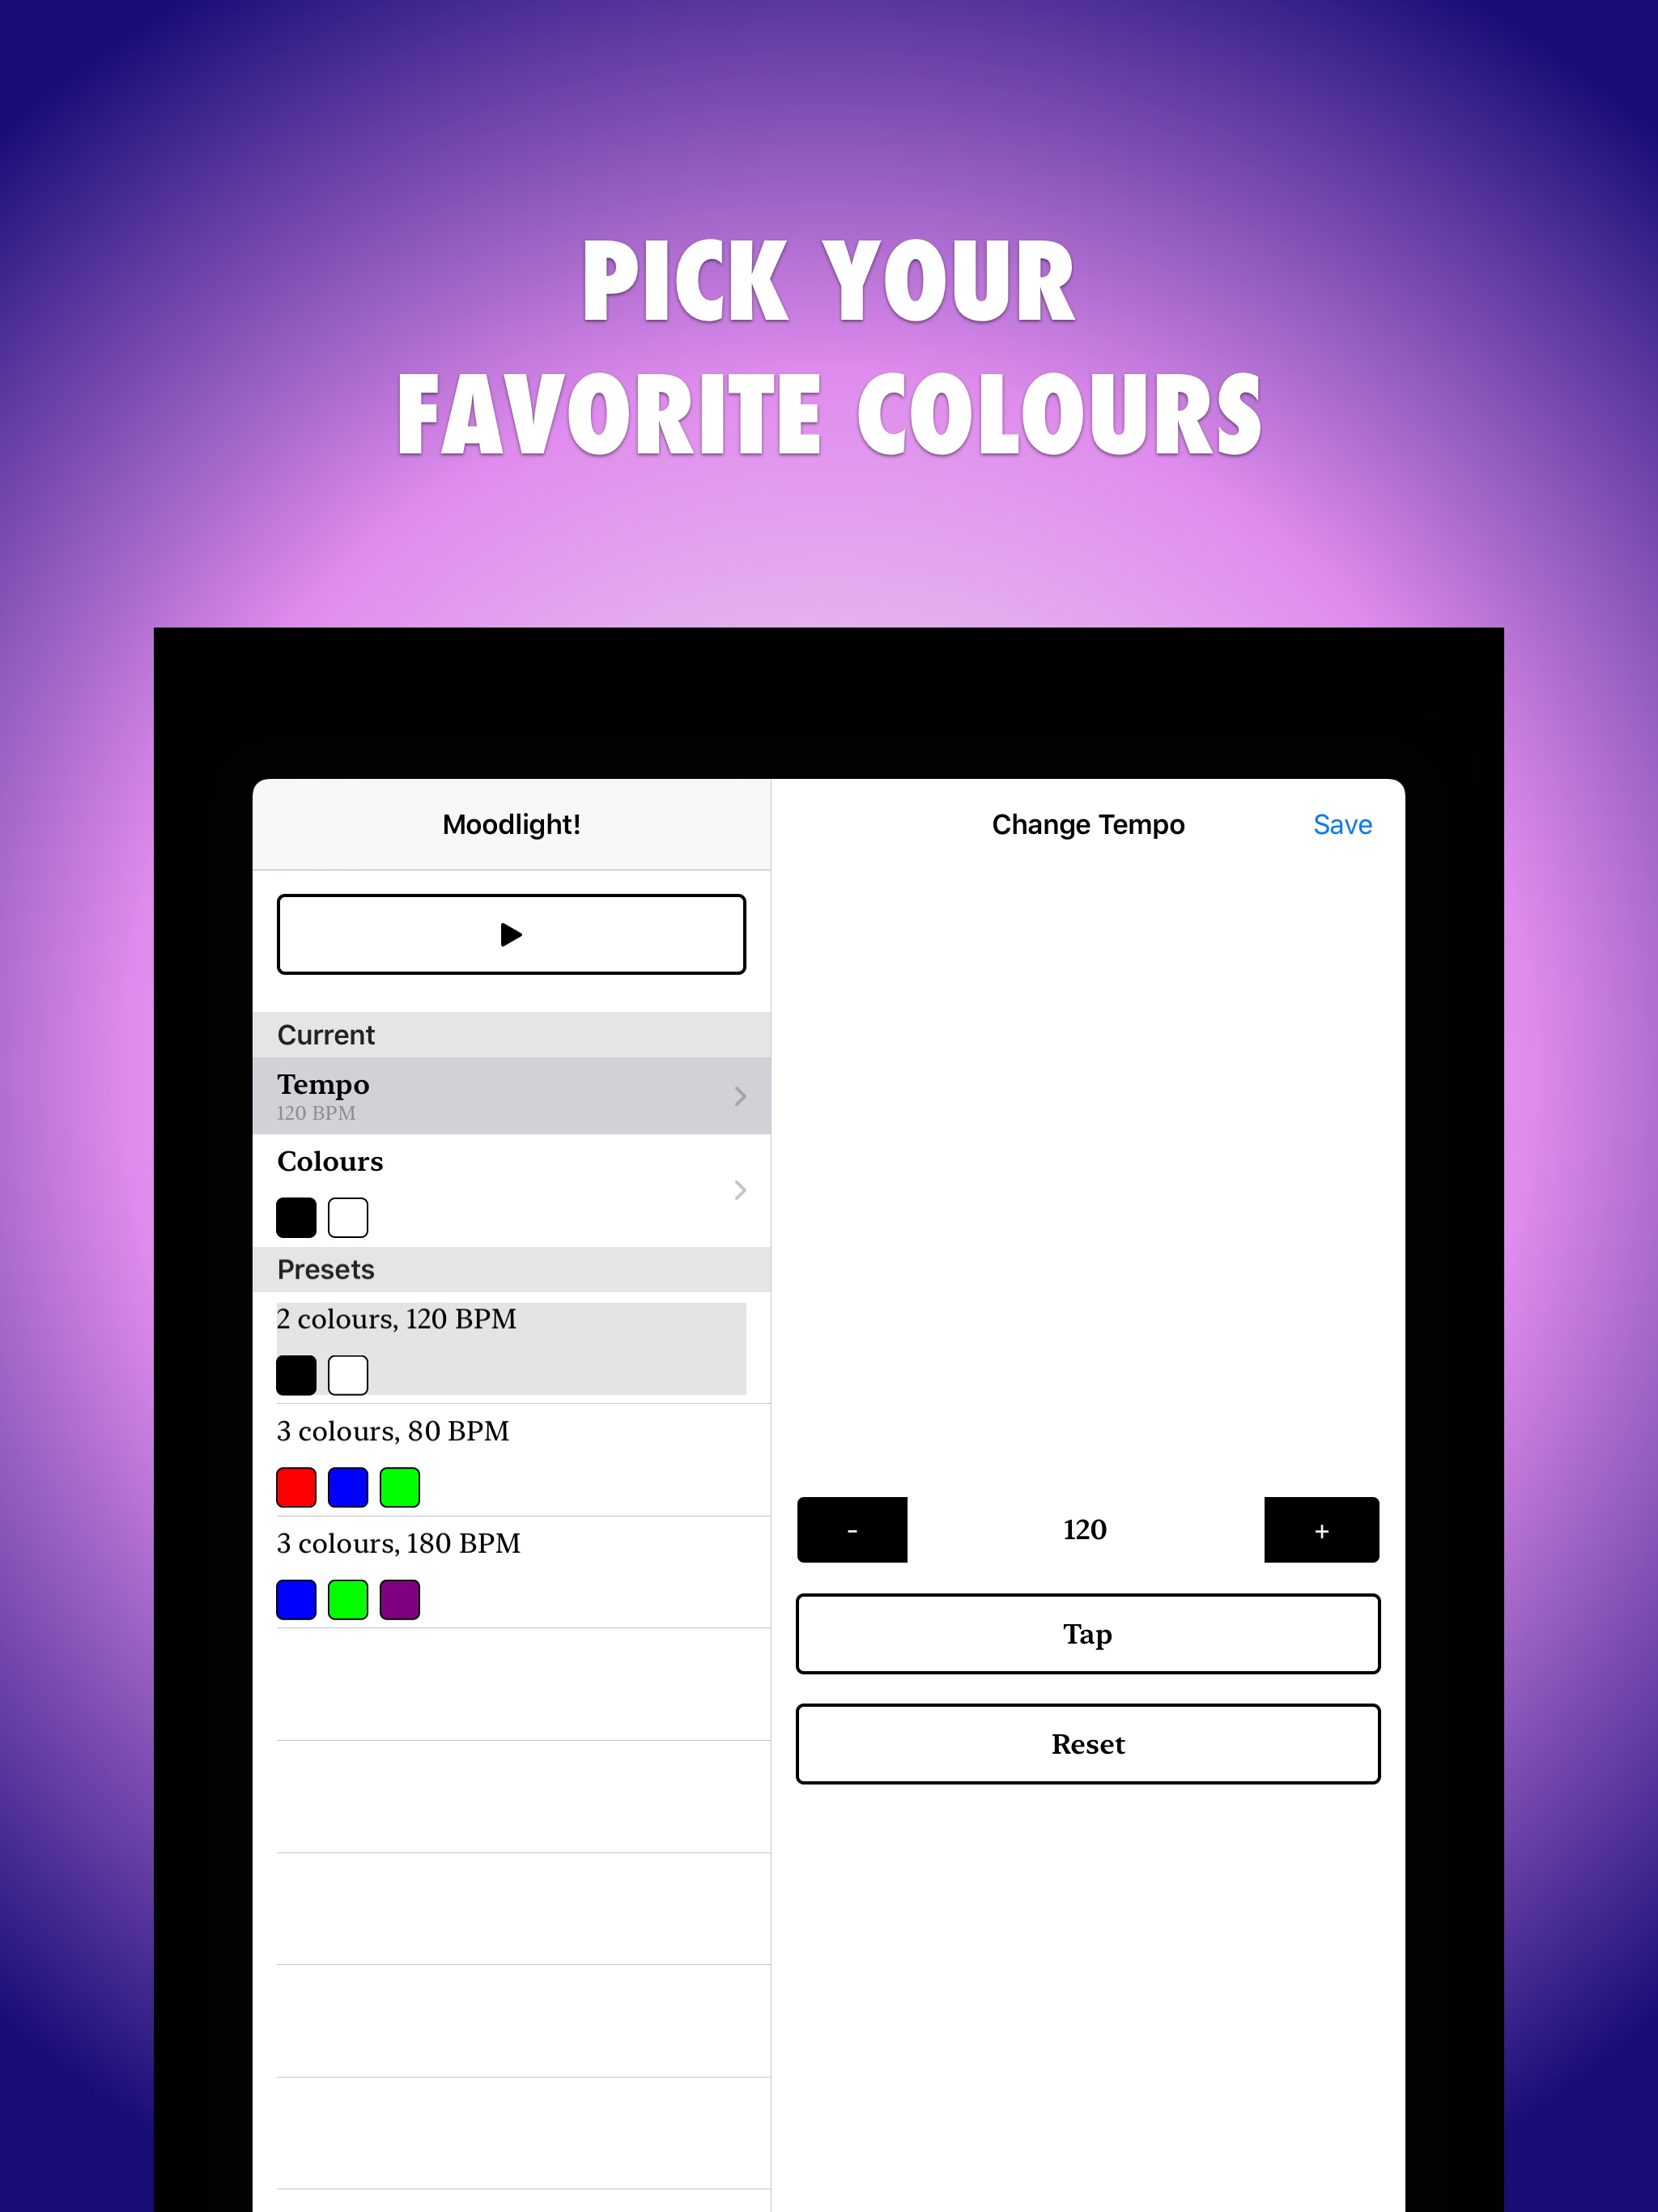 PICK YOUR
FAVORITE COLOURS
Moodlight!
Current
Tempo
120 BPM
Colours
Presets
2 colours, 120 BPM
3 colours, 80 BPM
3 colours, 180 BPM
Change Tempo
Save
- 120 +
Tap
Reset